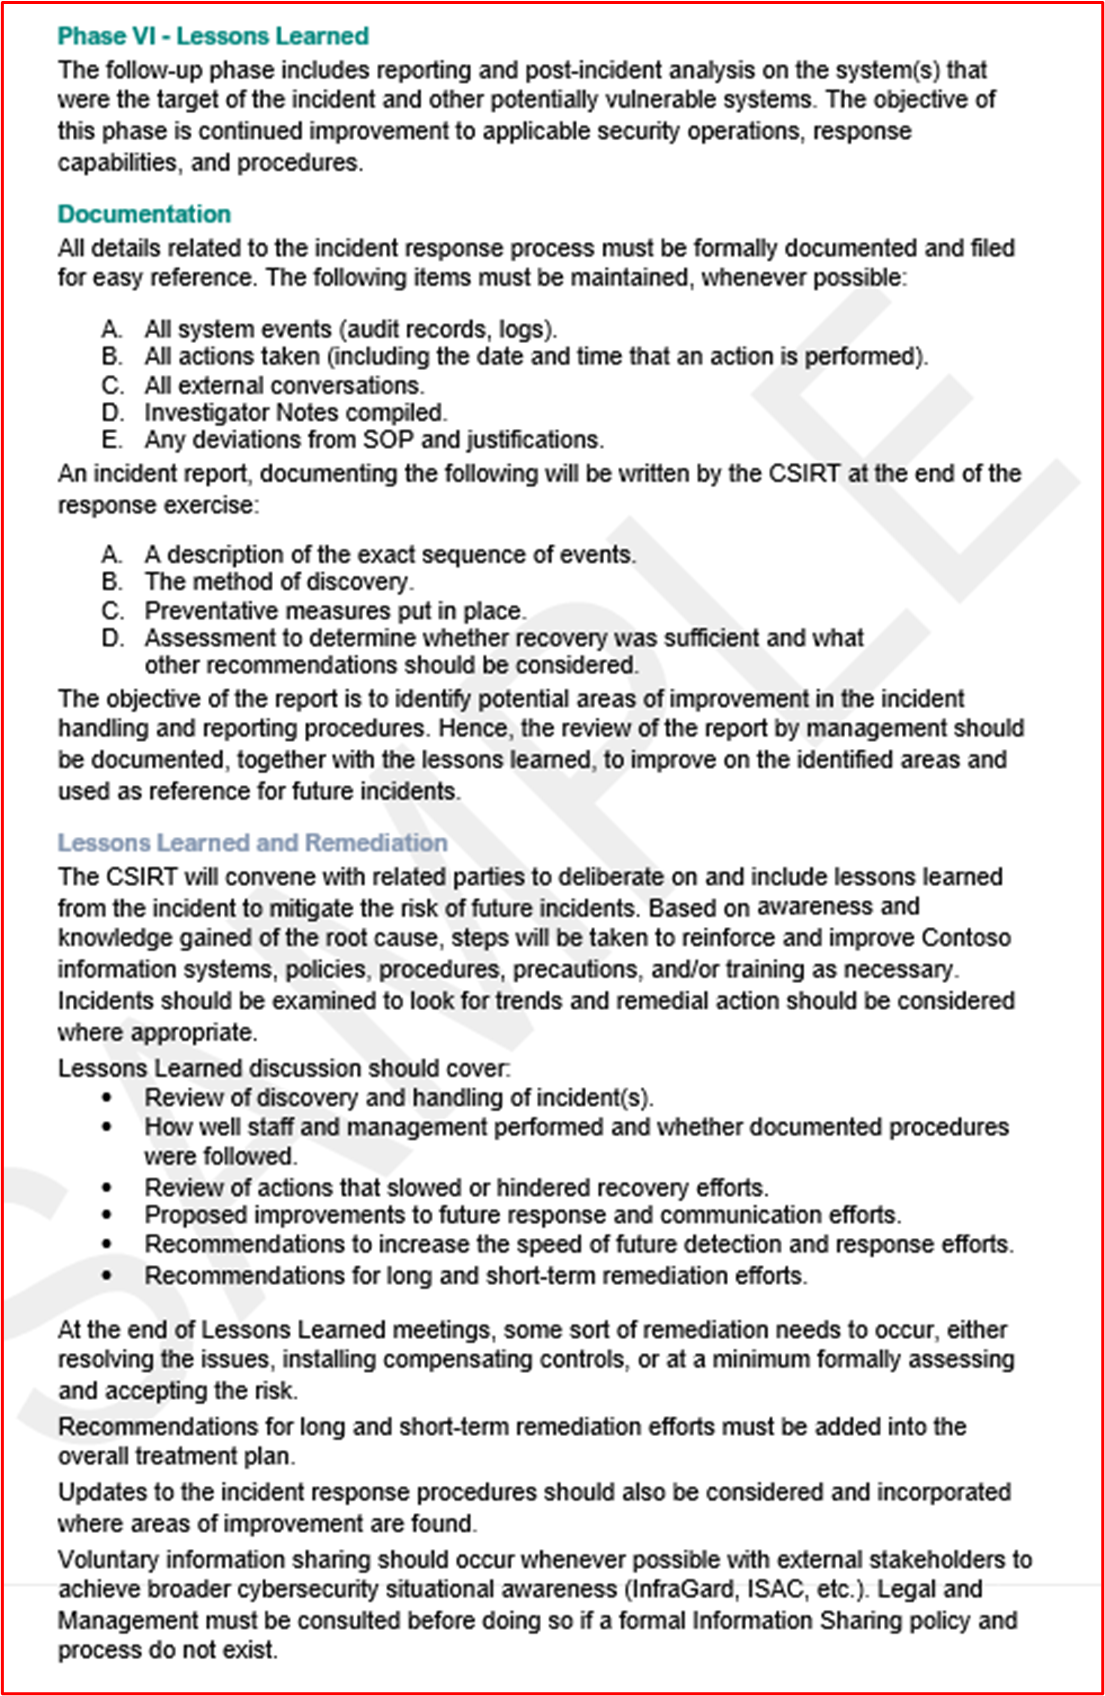 Phase VI - Lessons Learned
The follow-up phase includes reporting and post-incident analysis on the system(s) that
were the target of the incident and other potentially vulnerable systems. The objective of
this phase is continued improvement to applicable security operations, response
capabilities, and procedures.
Documentation
All details related to the incident response process must be formally documented and filed
for easy reference. The following items must be maintained, whenever possible:
A. All system events (audit records, logs).
B. All actions taken (including the date and time that an action is performed).
C. All external conversations.
D. Investigator Notes compiled.
E. Any deviations from SOP and justifications.
An incident report, documenting the following will be written by the CSIRT at the end of the
response exercise:
A. A description of the exact sequence of events.
B. The method of discovery.
C. Preventative measures put in place.
D. Assessment to determine whether recovery was sufficient and what
other recommendations should be considered.
The objective of the report is to identify potential areas of improvement in the incident
handling and reporting procedures. Hence, the review of the report by management should
be documented, together with the lessons learned, to improve on the identified areas and
used as reference for future incidents.
Lessons Learned and Remediation
The CSIRT will convene with related parties to deliberate on and include lessons learned
from the incident to mitigate the risk of future incidents. Based on awareness and
knowledge gained of the root cause, steps will be taken to reinforce and improve Contoso
information systems, policies, procedures, precautions, and/or training as necessary.
Incidents should be examined to look for trends and remedial action should be considered
where appropriate.
Lessons Learned discussion should cover:
• Review of discovery and handling of incident(s).
• How well staff and management performed and whether documented procedures
were followed.
• Review of actions that slowed or hindered recovery efforts.
• Proposed improvements to future response and communication efforts.
• Recommendations to increase the speed of future detection and response efforts.
• Recommendations for long and short-term remediation efforts.
At the end of Lessons Learned meetings, some sort of remediation needs to occur, either
resolving the issues, installing compensating controls, or at a minimum formally assessing
and accepting the risk.
Recommendations for long and short-term remediation efforts must be added into the
overall treatment plan.
Updates to the incident response procedures should also be considered and incorporated
where areas of improvement are found.
Voluntary information sharing should occur whenever possible with external stakeholders to
achieve broader cybersecurity situational awareness (InfraGard, ISAC, etc.). Legal and
Management must be consulted before doing so if a formal Information Sharing policy and
process do not exist.
SAMPLE